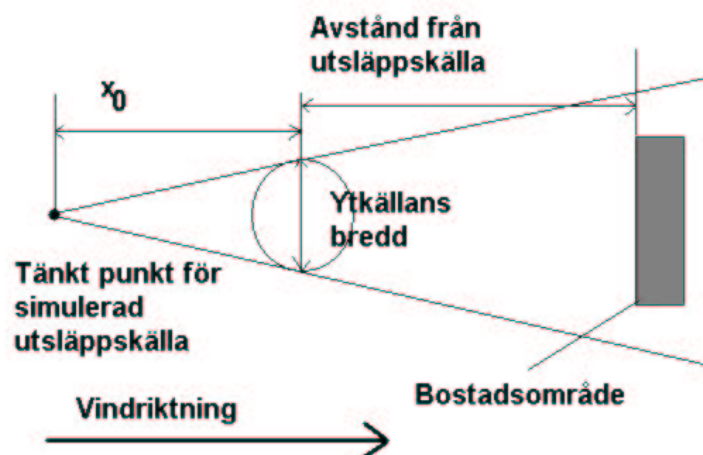 Avstånd från
utsläppskälla
x0
Ytkällans
bredd
Tänkt punkt för
simulerad
utsläppskälla
Bostadsområde
Vindriktning